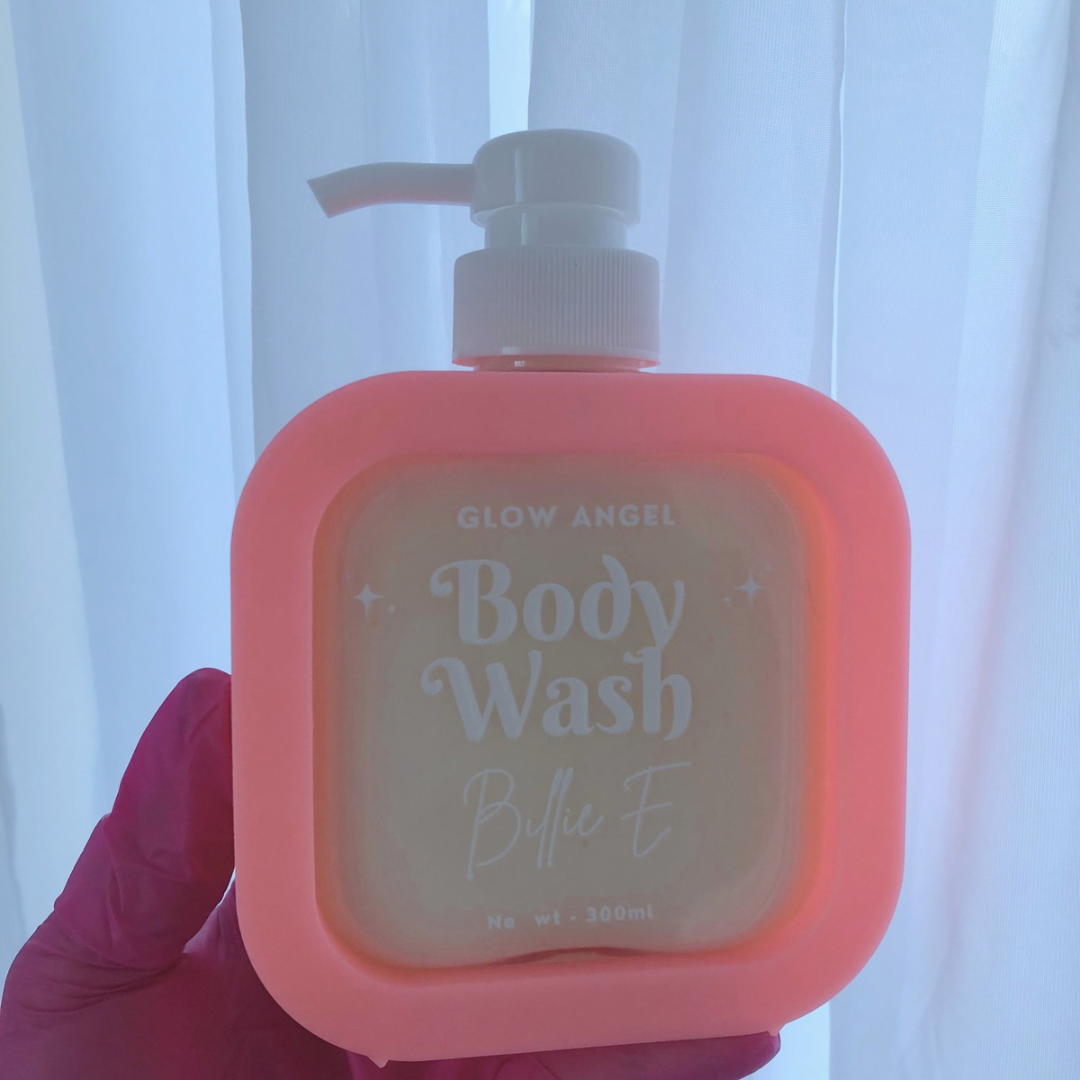 GLOW ANGEL
Body
Wash
Billie E
Ne wt - 300ml